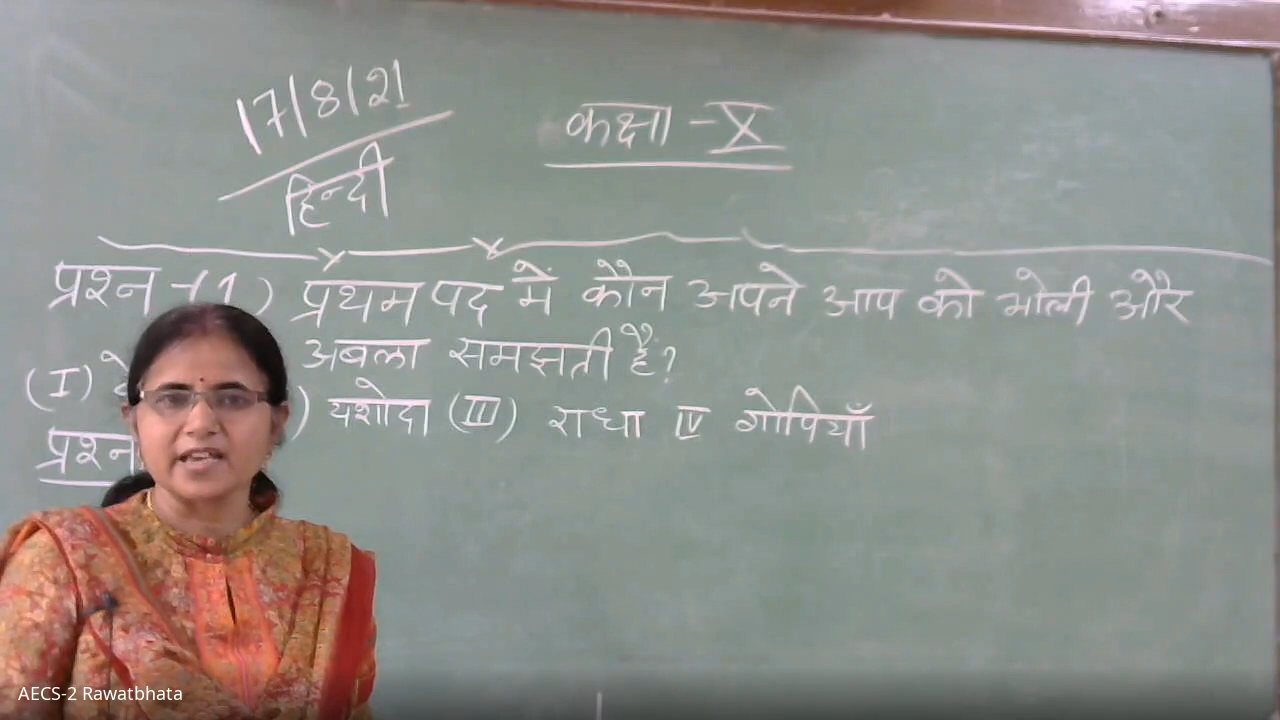 17/8/21
हिन्दी
कक्षा - X
प्रश्न - (1) प्रथम पद में कौन अपने आप को भोली और
अबला समझती है?
(I) ) यशोदा (III) राधा IV गोपियाँ
प्रश्न
AECS-2 Rawatbhata